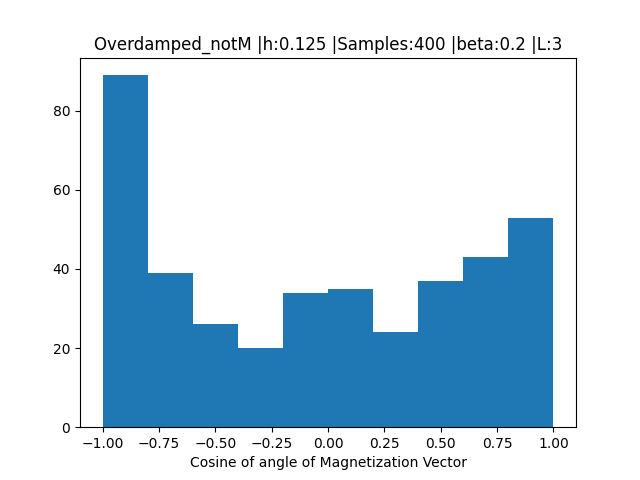 Overdamped_notM |h:0.125 |Samples:400 |beta:0.2 |L:3
80
60
40
20
0
−1.00 −0.75 −0.50 −0.25 0.00 0.25 0.50 0.75 1.00
Cosine of angle of Magnetization Vector